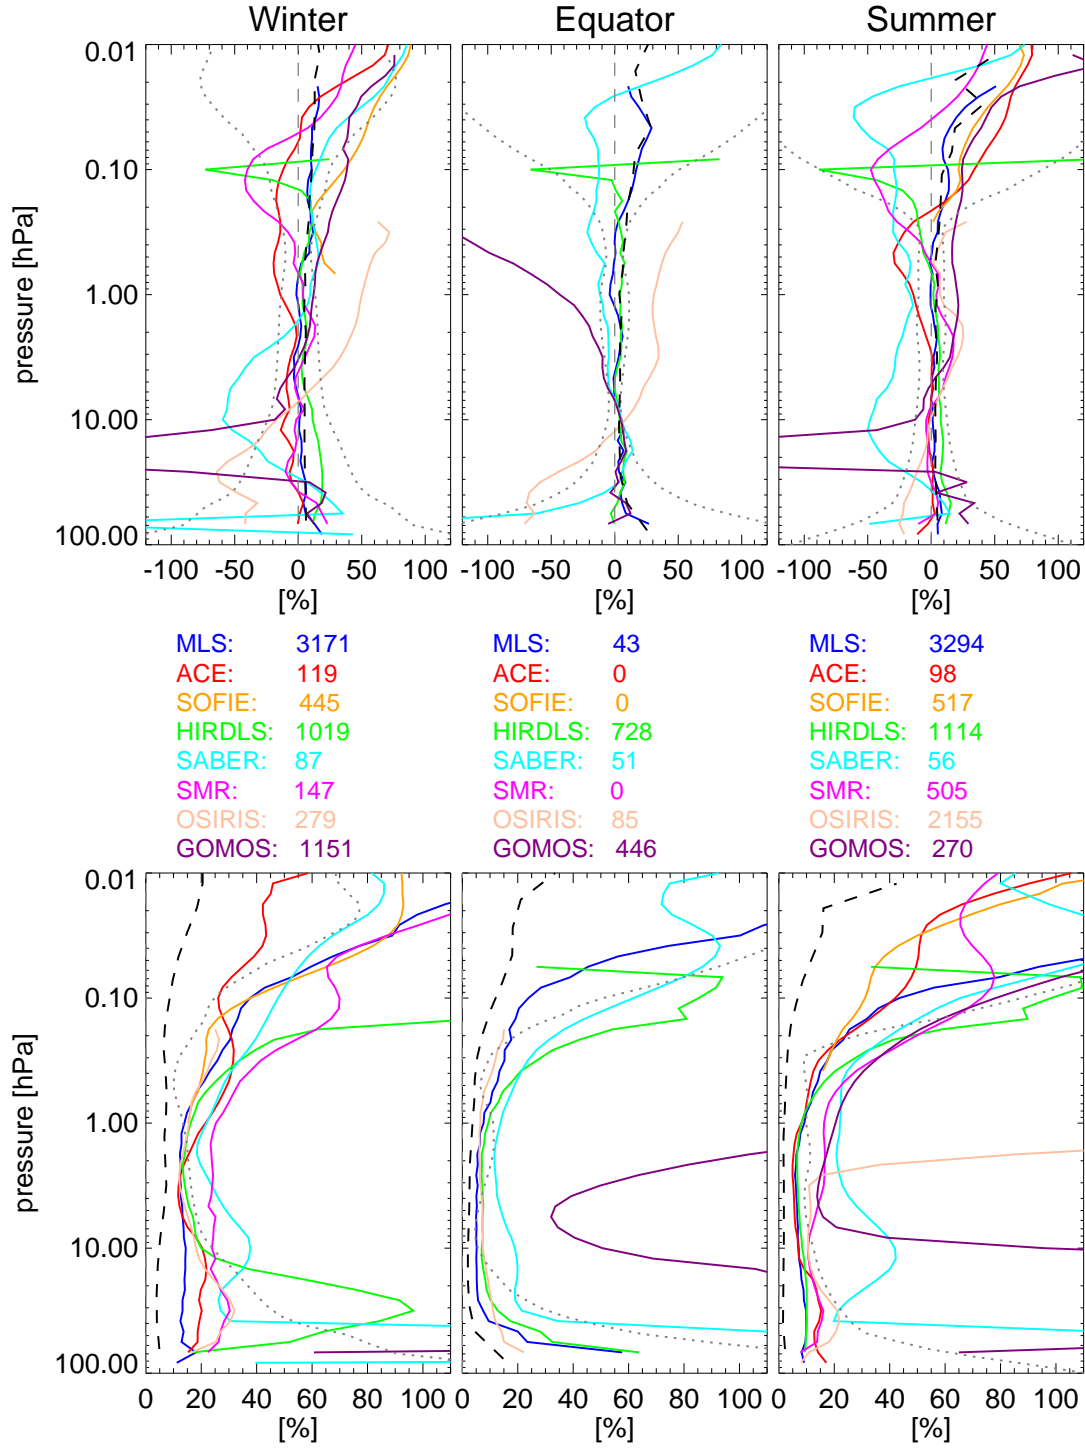 Winter Equator Summer
0.01
0.10
1.00
10.00
100.00
pressure [hPa]
-100 -50 0 50 100 -100 -50 0 50 100 -100 -50 0 50 100
[%] [%] [%]
MLS: 3171 MLS: 43 MLS: 3294
ACE: 119 ACE: 0 ACE: 98
SOFIE: 445 SOFIE: 0 SOFIE: 517
HIRDLS: 1019 HIRDLS: 728 HIRDLS: 1114
SABER: 87 SABER: 51 SABER: 56
SMR: 147 SMR: 0 SMR: 505
OSIRIS: 279 OSIRIS: 85 OSIRIS: 2155
GOMOS: 1151 GOMOS: 446 GOMOS: 270
0.01
0.10
1.00
10.00
100.00
pressure [hPa]
0 20 40 60 80 100 0 20 40 60 80 100 0 20 40 60 80 100
[%] [%] [%]